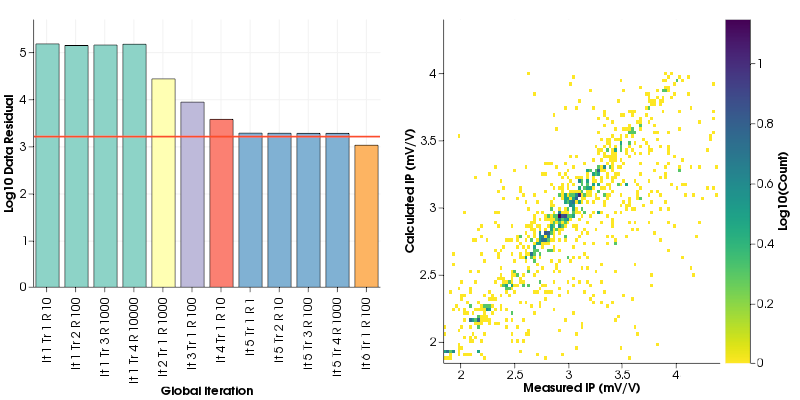 Log10 Data Residual
5
4
3
2
1
0
It 1 Tr 1 R 10
It 1 Tr 2 R 100
It 1 Tr 3 R 1000
It 1 Tr 4 R 10000
It 2 Tr 1 R 1000
It 3 Tr 1 R 100
It 4 Tr 1 R 10
It 5 Tr 1 R 1
It 5 Tr 2 R 10
It 5 Tr 3 R 100
It 5 Tr 4 R 1000
It 6 Tr 1 R 100
Global Iteration
Calculated IP (mV/V)
4
3.5
3
2.5
2
2
2.5
3
3.5
4
Measured IP (mV/V)
1
0.8
0.6
0.4
0.2
0
Log10(Count)